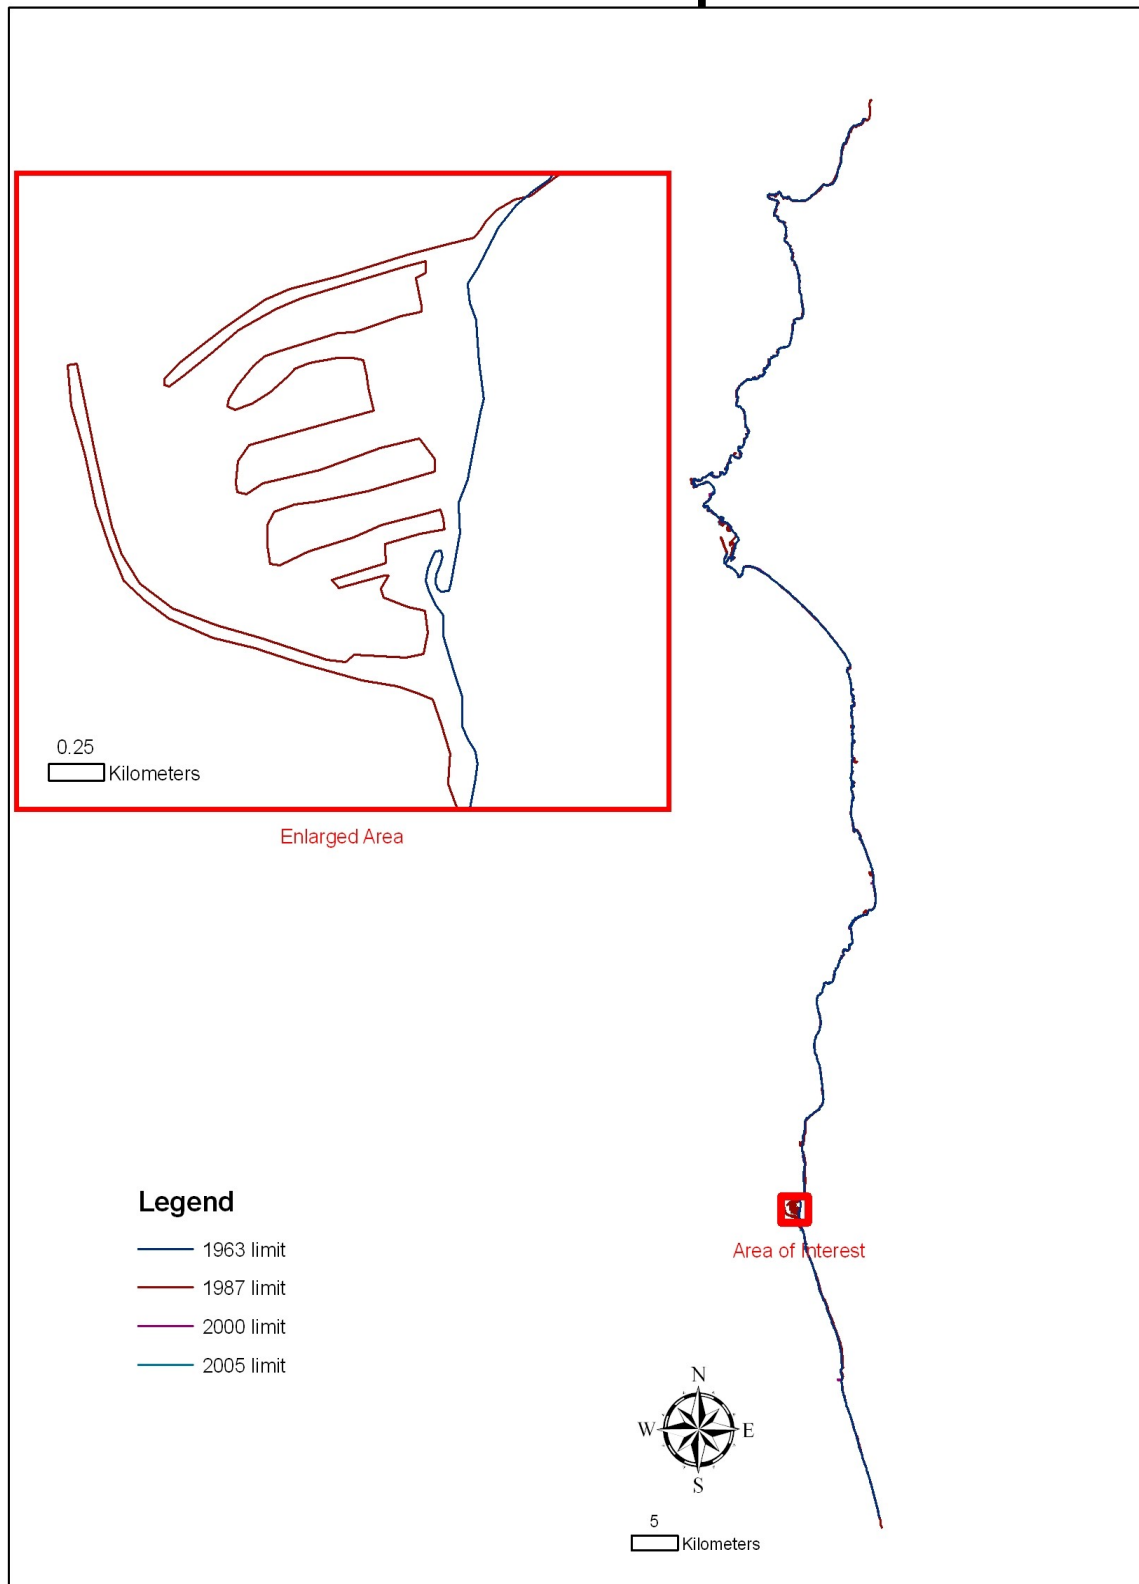 0.25
Kilometers
Enlarged Area
Legend
1963 limit
1987 limit
2000 limit
2005 limit
Area of Interest
N
W
E
S
5
Kilometers